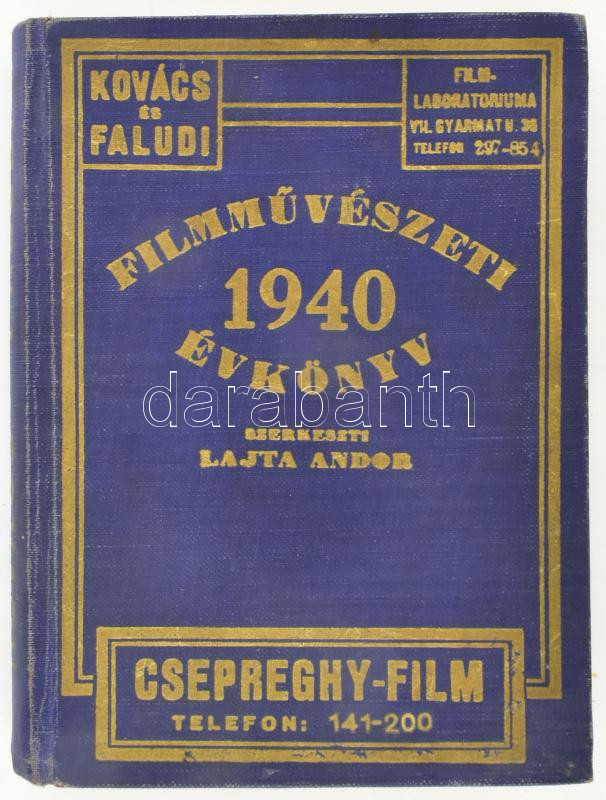 KOVÁCS
ÉS
FALUDI
FILM-
LABORATORIUMA
VII. GYARMAT U. 36
TELEFON 297-854
FILMMŰVÉSZETI
1940
ÉVKÖNYV
darabanth
SZERKESZTI
LAJTA ANDOR
CSEPREGHY-FILM
TELEFON: 141-200